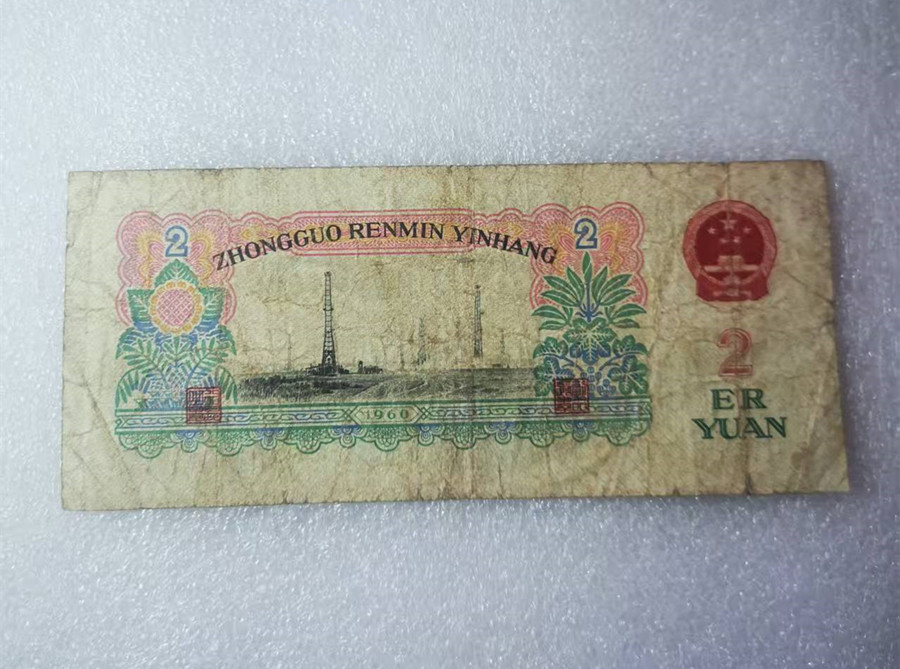 2
2
ZHONGGUO RENMIN YINHANG
1960
2
ER
YUAN